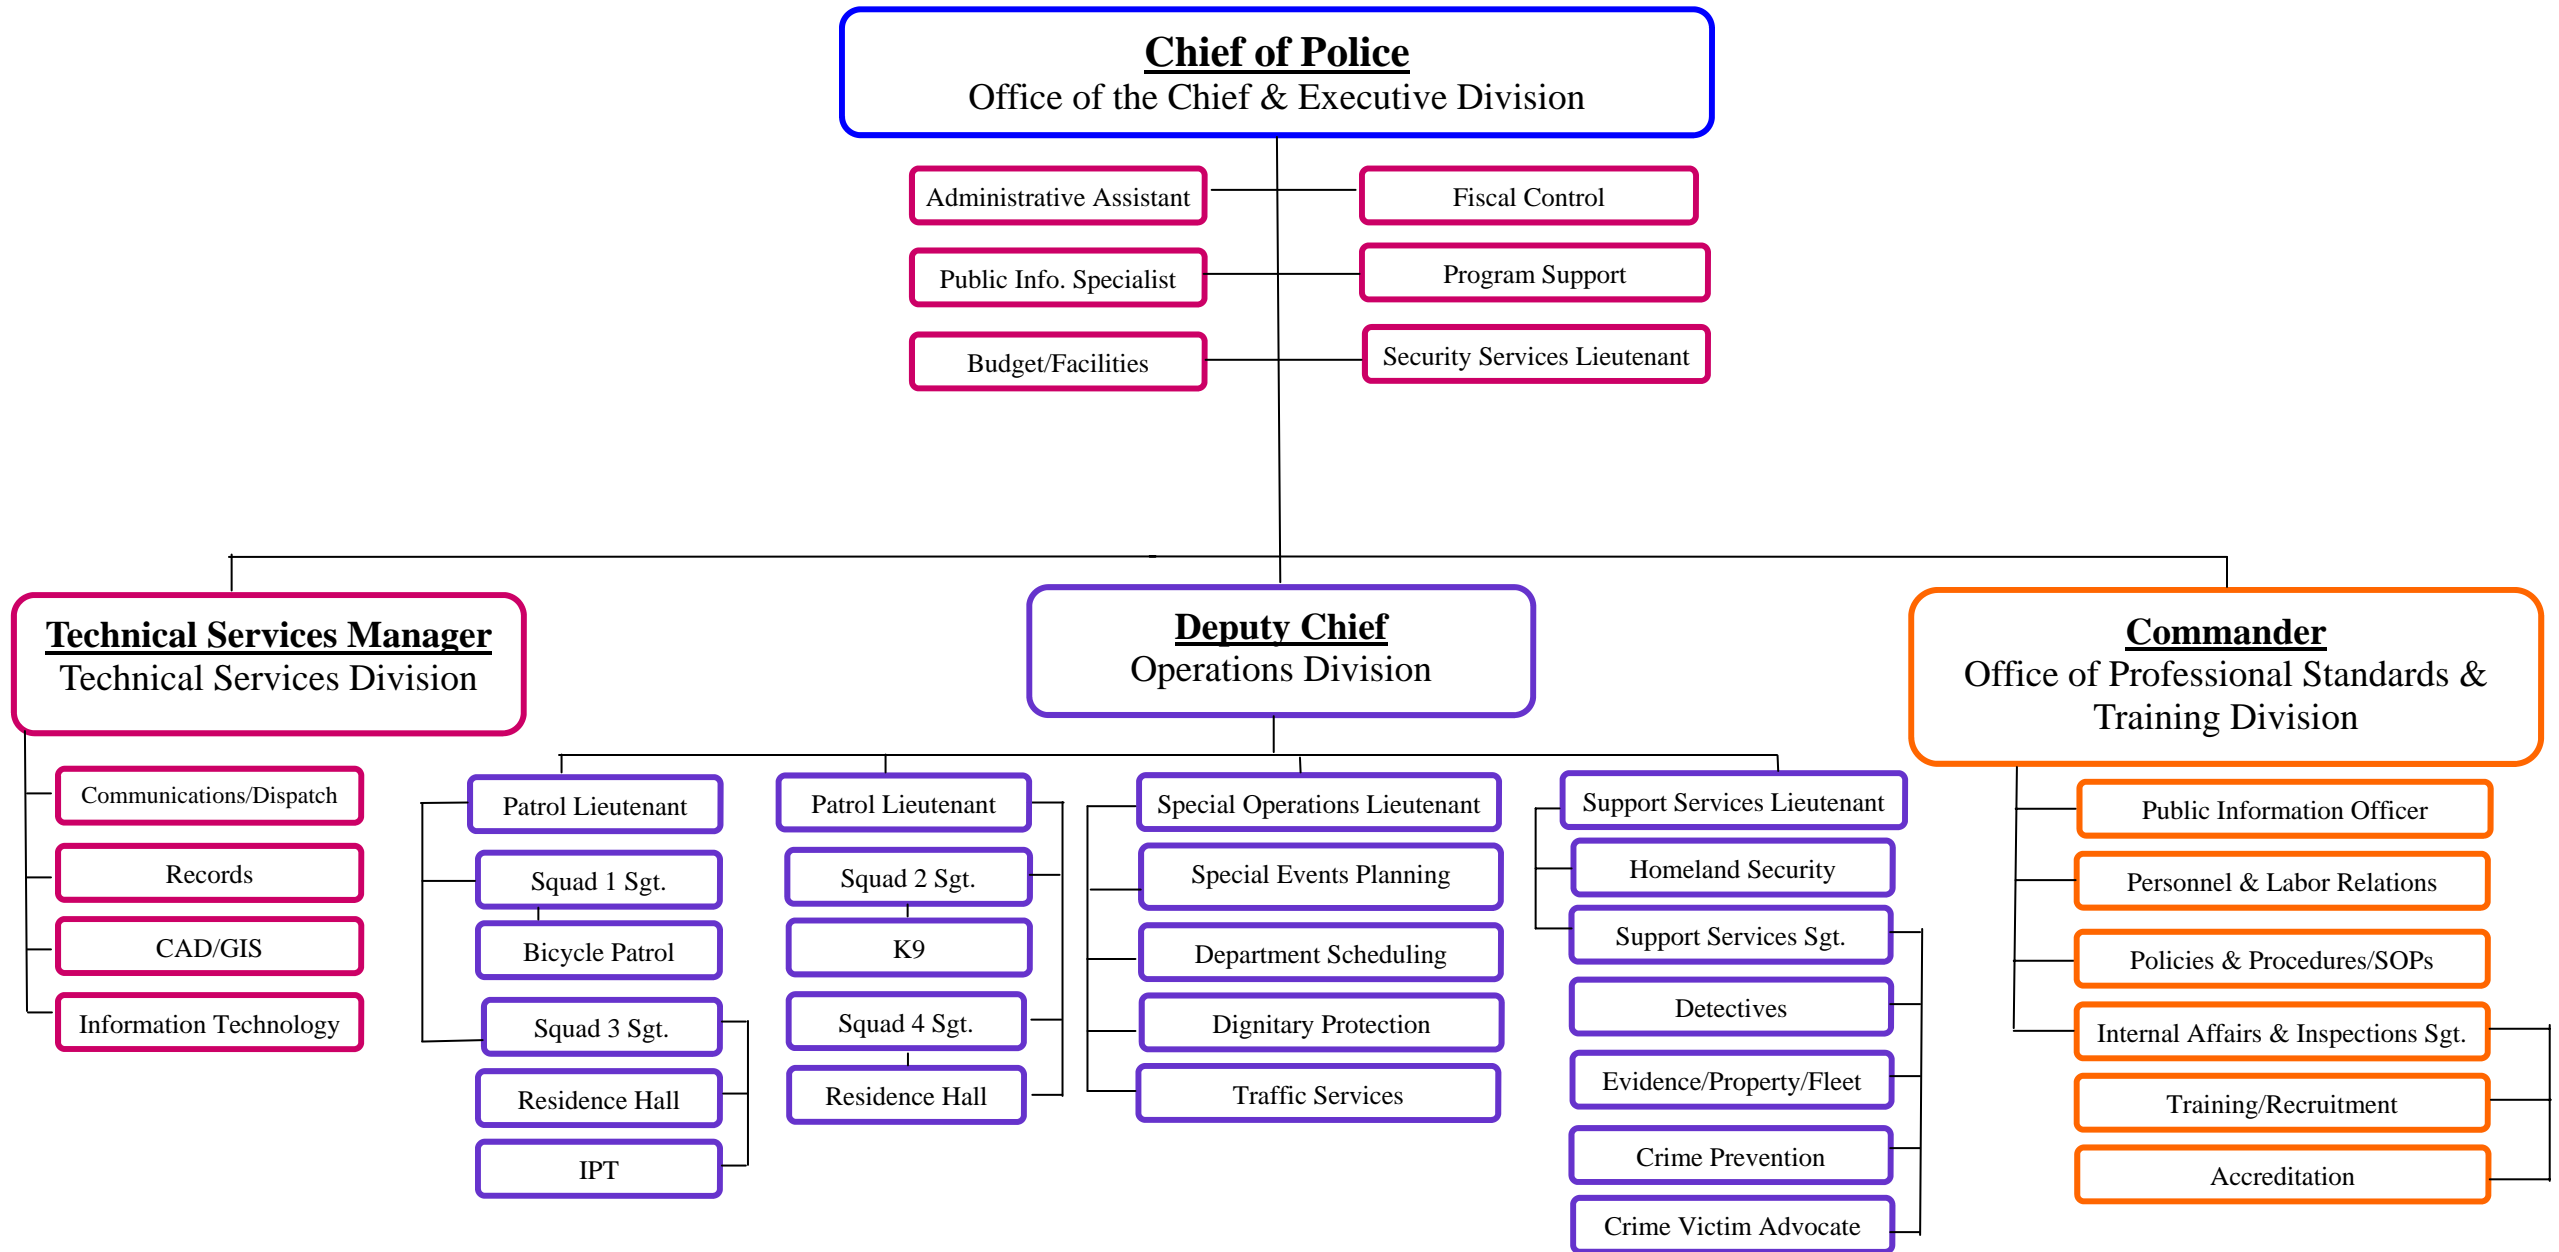 Chief of Police
Office of the Chief & Executive Division
Administrative Assistant
Fiscal Control
Public Info. Specialist
Program Support
Budget/Facilities
Security Services Lieutenant
Technical Services Manager
Technical Services Division
Communications/Dispatch
Records
CAD/GIS
Information Technology
Deputy Chief
Operations Division
Patrol Lieutenant
Squad 1 Sgt.
Bicycle Patrol
Squad 3 Sgt.
Residence Hall
IPT
Patrol Lieutenant
Squad 2 Sgt.
K9
Squad 4 Sgt.
Residence Hall
Special Operations Lieutenant
Special Events Planning
Department Scheduling
Dignitary Protection
Traffic Services
Support Services Lieutenant
Homeland Security
Support Services Sgt.
Detectives
Evidence/Property/Fleet
Crime Prevention
Crime Victim Advocate
Commander
Office of Professional Standards &
Training Division
Public Information Officer
Personnel & Labor Relations
Policies & Procedures/SOPs
Internal Affairs & Inspections Sgt.
Training/Recruitment
Accreditation